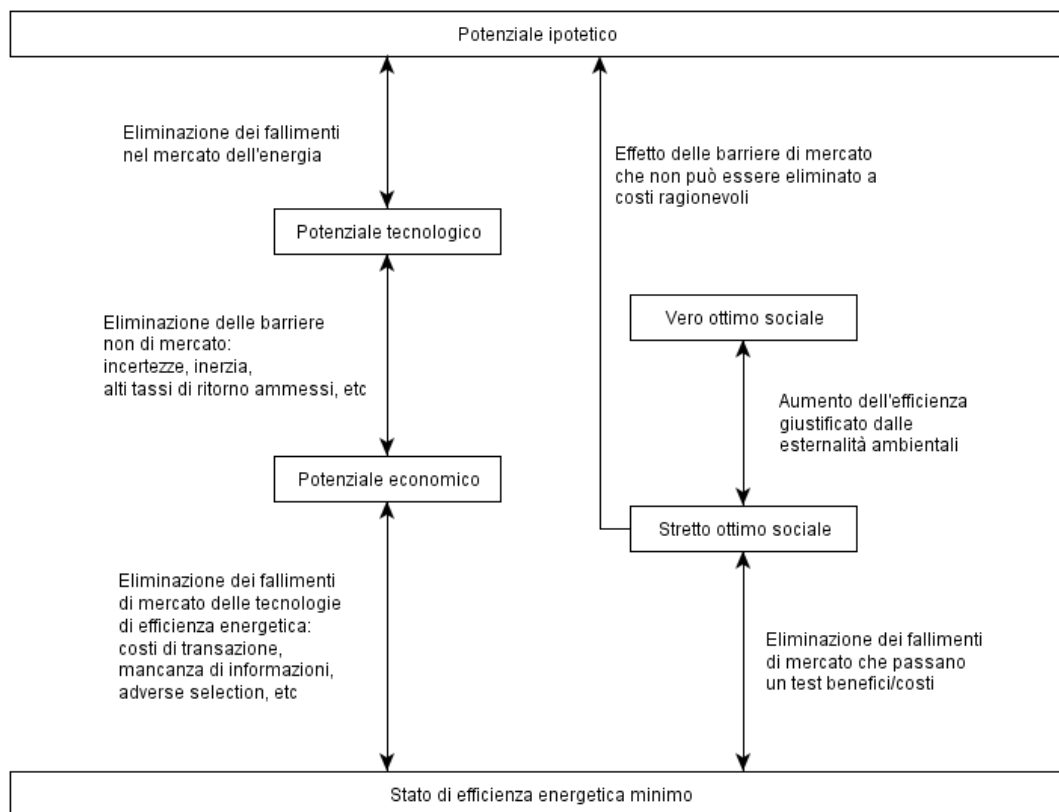 Potenziale ipotetico
Eliminazione dei fallimenti
nel mercato dell'energia
Effetto delle barriere di mercato
che non può essere eliminato a
costi ragionevoli
Potenziale tecnologico
Eliminazione delle barriere
non di mercato:
incertezze, inerzia,
alti tassi di ritorno ammessi, etc
Vero ottimo sociale
Aumento dell'efficienza
giustificato dalle
esternalità ambientali
Potenziale economico
Stretto ottimo sociale
Eliminazione dei fallimenti
di mercato delle tecnologie
di efficienza energetica:
costi di transazione,
mancanza di informazioni,
adverse selection, etc
Eliminazione dei fallimenti
di mercato che passano
un test benefici/costi
Stato di efficienza energetica minimo